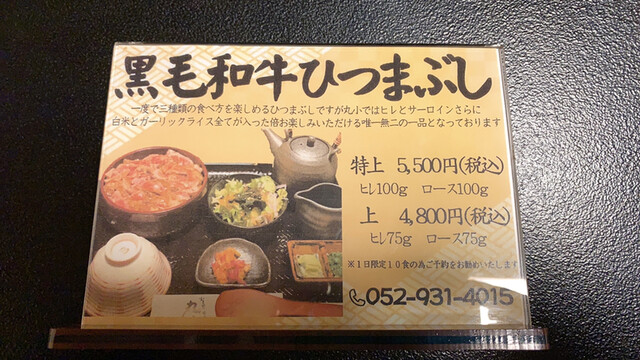 黒毛和牛ひつまぶし
一度で三種類の食べ方を楽しめるひつまぶしですが丸小ではヒレとサーロインさらに
白米とガーリックライス全てが入った倍お楽しみいただける唯一無二の一品となっております
特上 5,500円(税込)
ヒレ100g ロース100g
上 4,800円(税込)
ヒレ75g ロース75g
※1日限定10食の為ご予約をお勧めいたします
052-931-4015